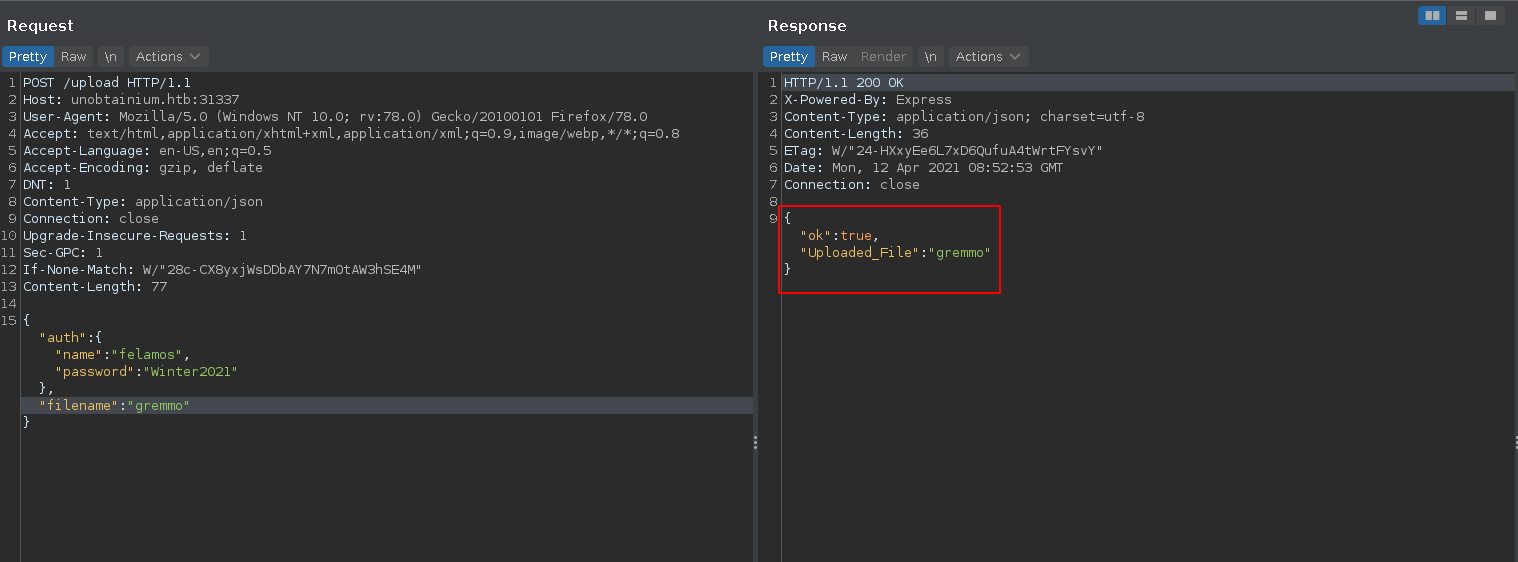 Request
Pretty Raw \n Actions
1 POST /upload HTTP/1.1
2 Host: unobtainium.htb:31337
3 User-Agent: Mozilla/5.0 (Windows NT 10.0; rv:78.0) Gecko/20100101 Firefox/78.0
4 Accept: text/html,application/xhtml+xml,application/xml;q=0.9,image/webp,*/*;q=0.8
5 Accept-Language: en-US,en;q=0.5
6 Accept-Encoding: gzip, deflate
7 DNT: 1
8 Content-Type: application/json
9 Connection: close
10 Upgrade-Insecure-Requests: 1
11 Sec-GPC: 1
12 If-None-Match: W/"28c-CX8yxjWsDDbAY7N7mOtAW3hSE4M"
13 Content-Length: 77
14
15 {
"auth":{
"name":"felamos",
"password":"Winter2021"
},
"filename":"gremmo"
}
Response
Pretty Raw Render \n Actions
1 HTTP/1.1 200 OK
2 X-Powered-By: Express
3 Content-Type: application/json; charset=utf-8
4 Content-Length: 36
5 ETag: W/"24-HXxyEe6L7xD6QufuA4tWrtFYsvY"
6 Date: Mon, 12 Apr 2021 08:52:53 GMT
7 Connection: close
8
9 {
"ok":true,
"Uploaded_File":"gremmo"
}